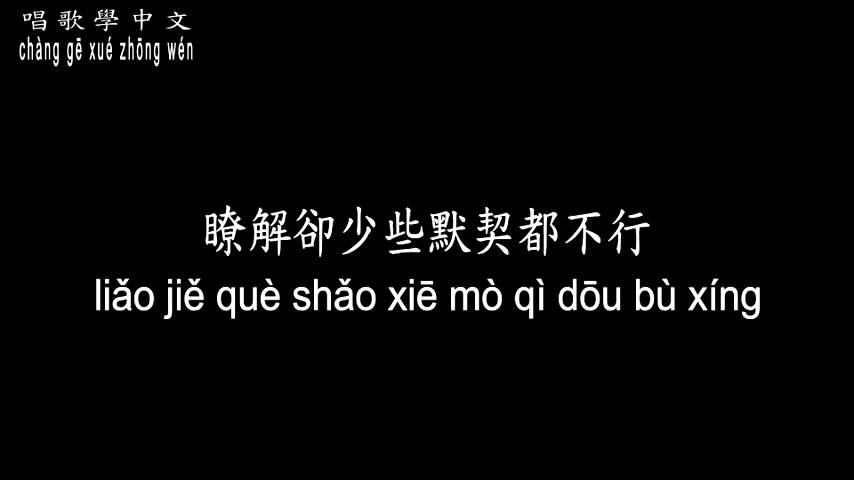 唱歌學中文
chàng gē xué zhōng wén
瞭解卻少些默契都不行
liǎo jiě què shǎo xiē mò qì dōu bù xíng